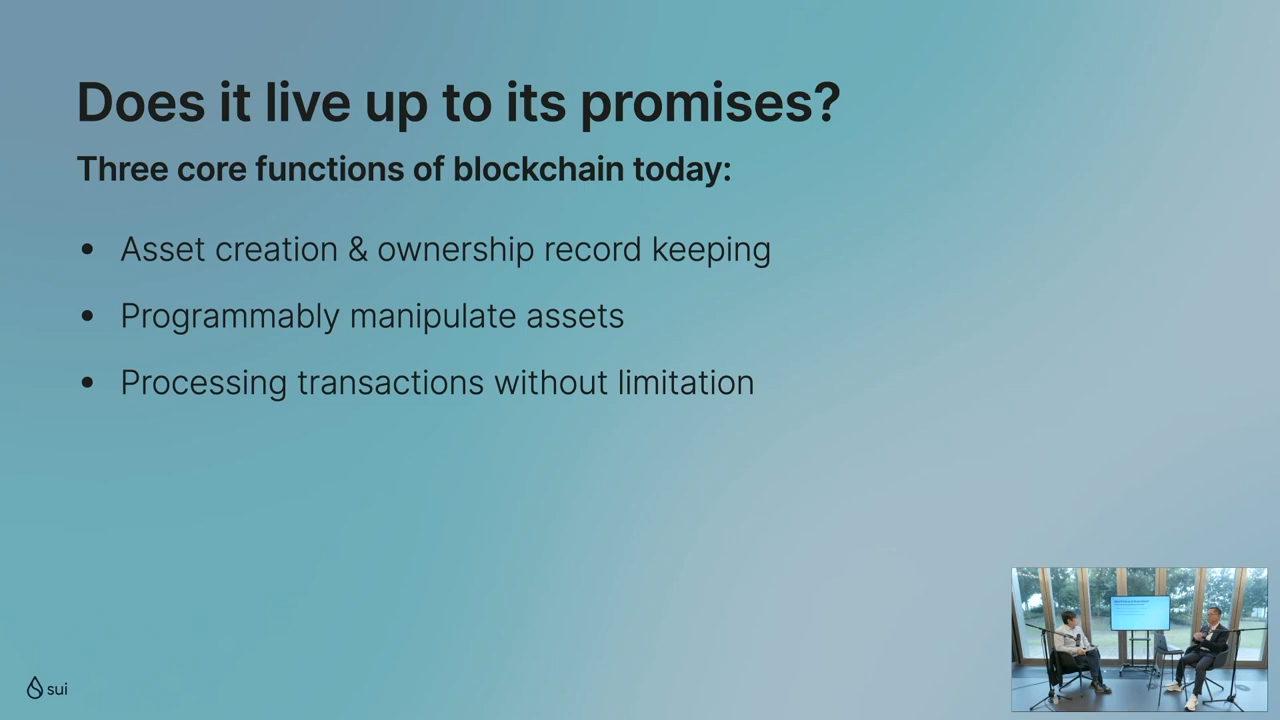 Does it live up to its promises?
Three core functions of blockchain today:
• Asset creation & ownership record keeping
• Programmably manipulate assets
• Processing transactions without limitation
sui